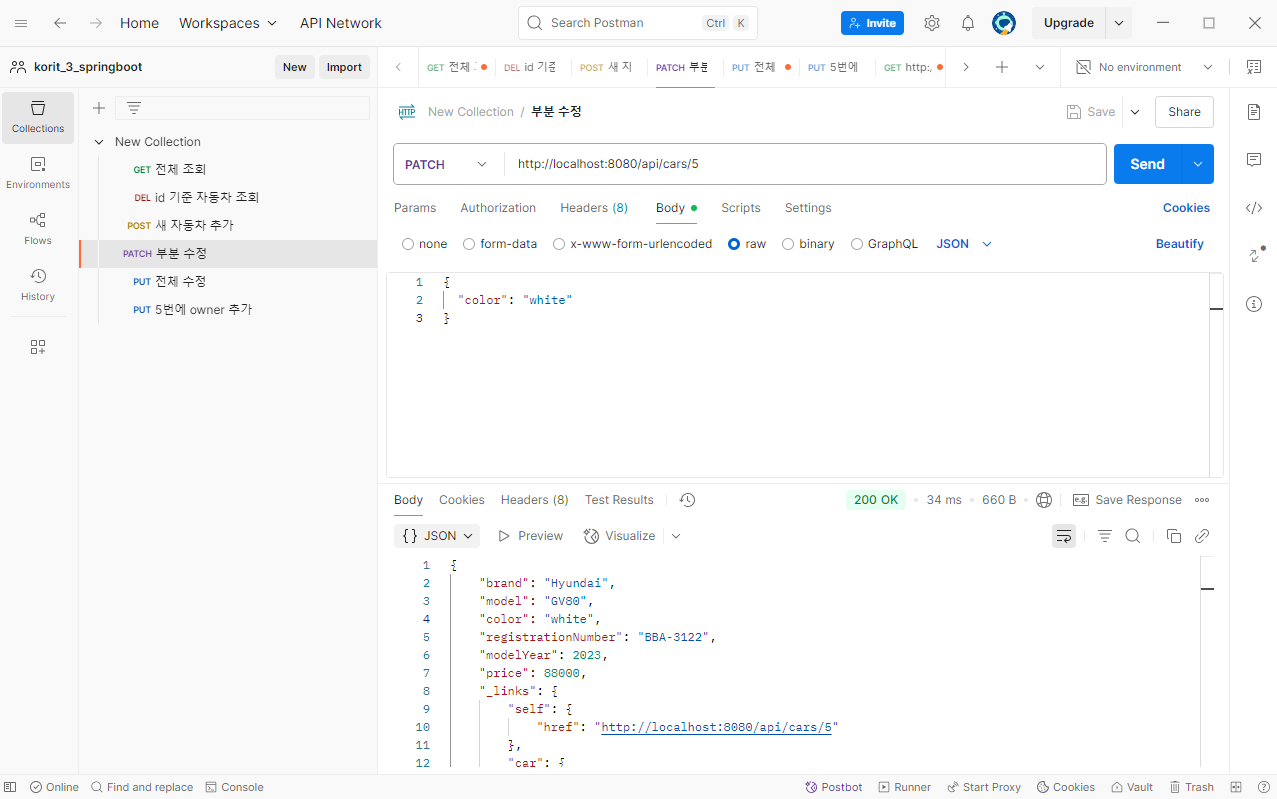 Home Workspaces API Network Search Postman Ctrl K Invite Upgrade
korit_3_springboot New Import GET 전체 DEL id 기준 POST 새 자 PATCH 부분 PUT 전체 PUT 5번에 GET http:/ No environment
Collections
Environments
Flows
History
New Collection
GET 전체 조회
DEL id 기준 자동차 조회
POST 새 자동차 추가
PATCH 부분 수정
PUT 전체 수정
PUT 5번에 owner 추가
HTTP New Collection / 부분 수정 Save Share
PATCH http://localhost:8080/api/cars/5 Send
Params Authorization Headers (8) Body Scripts Settings Cookies
none form-data x-www-form-urlencoded raw binary GraphQL JSON Beautify
1 {
2 "color": "white"
3 }
Body Cookies Headers (8) Test Results 200 OK • 34 ms • 660 B • e.g. Save Response
{} JSON Preview Visualize
1 {
2 "brand": "Hyundai",
3 "model": "GV80",
4 "color": "white",
5 "registrationNumber": "BBA-3122",
6 "modelYear": 2023,
7 "price": 88000,
8 "_links": {
9 "self": {
10 "href": "http://localhost:8080/api/cars/5"
11 },
12 "car": {
Online Find and replace Console Postbot Runner Start Proxy Cookies Vault Trash